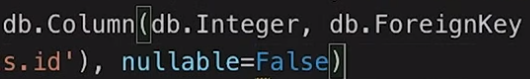 db.Column(db.Integer, db.ForeignKey
s.id'), nullable=False)